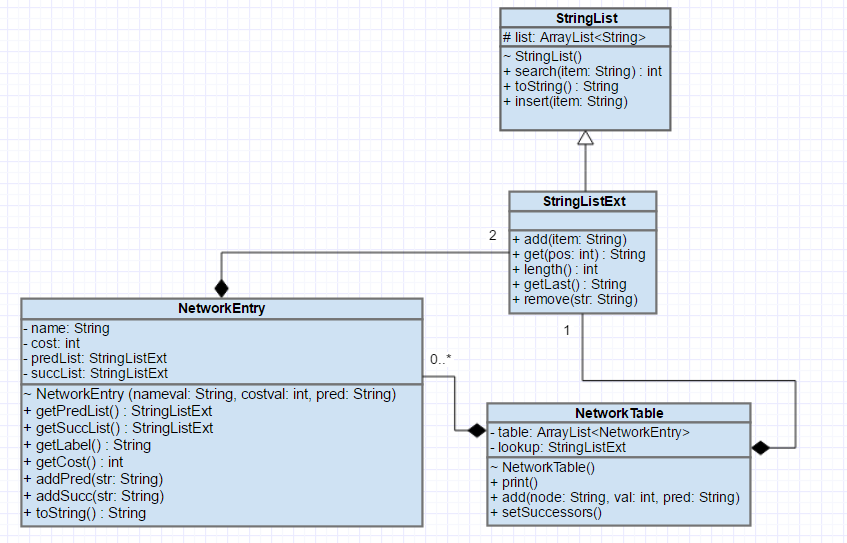 StringList
# list: ArrayList<String>
~ StringList()
+ search(item: String) : int
+ toString() : String
+ insert(item: String)
StringListExt
+ add(item: String)
+ get(pos: int) : String
+ length() : int
+ getLast() : String
+ remove(str: String)
2
1
NetworkEntry
- name: String
- cost: int
- predList: StringListExt
- succList: StringListExt
~ NetworkEntry (nameval: String, costval: int, pred: String)
+ getPredList() : StringListExt
+ getSuccList() : StringListExt
+ getLabel() : String
+ getCost() : int
+ addPred(str: String)
+ addSucc(str: String)
+ toString() : String
0..*
NetworkTable
- table: ArrayList<NetworkEntry>
- lookup: StringListExt
~ NetworkTable()
+ print()
+ add(node: String, val: int, pred: String)
+ setSuccessors()